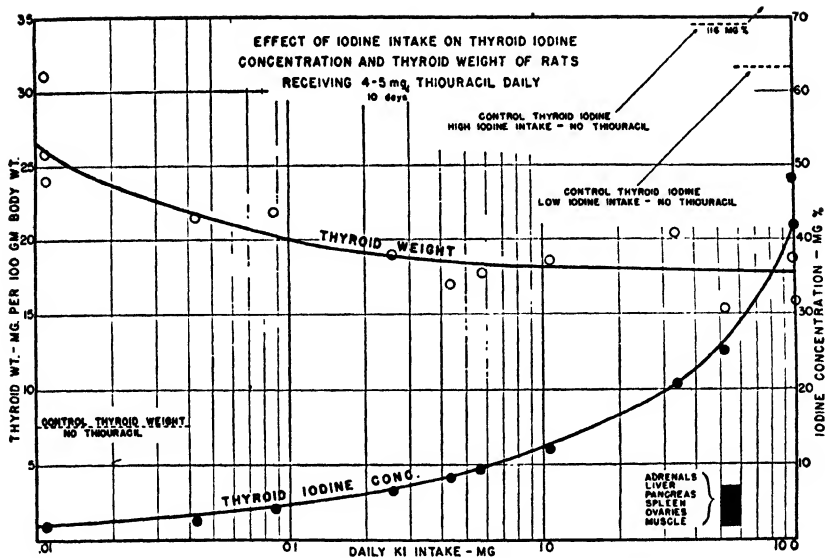 EFFECT OF IODINE INTAKE ON THYROID IODINE
CONCENTRATION AND THYROID WEIGHT OF RATS
RECEIVING 4-5 mg. THIOURACIL DAILY
10 days
116 MG %
CONTROL THYROID IODINE
HIGH IODINE INTAKE - NO THIOURACIL
CONTROL THYROID IODINE
LOW IODINE INTAKE - NO THIOURACIL
THYROID WEIGHT
CONTROL THYROID WEIGHT
NO THIOURACIL
THYROID IODINE CONC.
ADRENALS
LIVER
PANCREAS
SPLEEN
OVARIES
MUSCLE
THYROID WT.- MG. PER 100 GM BODY WT.
35
30
25
20
15
10
5
IODINE CONCENTRATION - MG %
70
60
50
40
30
20
10
.01
0.1
1.0
10.0
DAILY KI INTAKE - MG